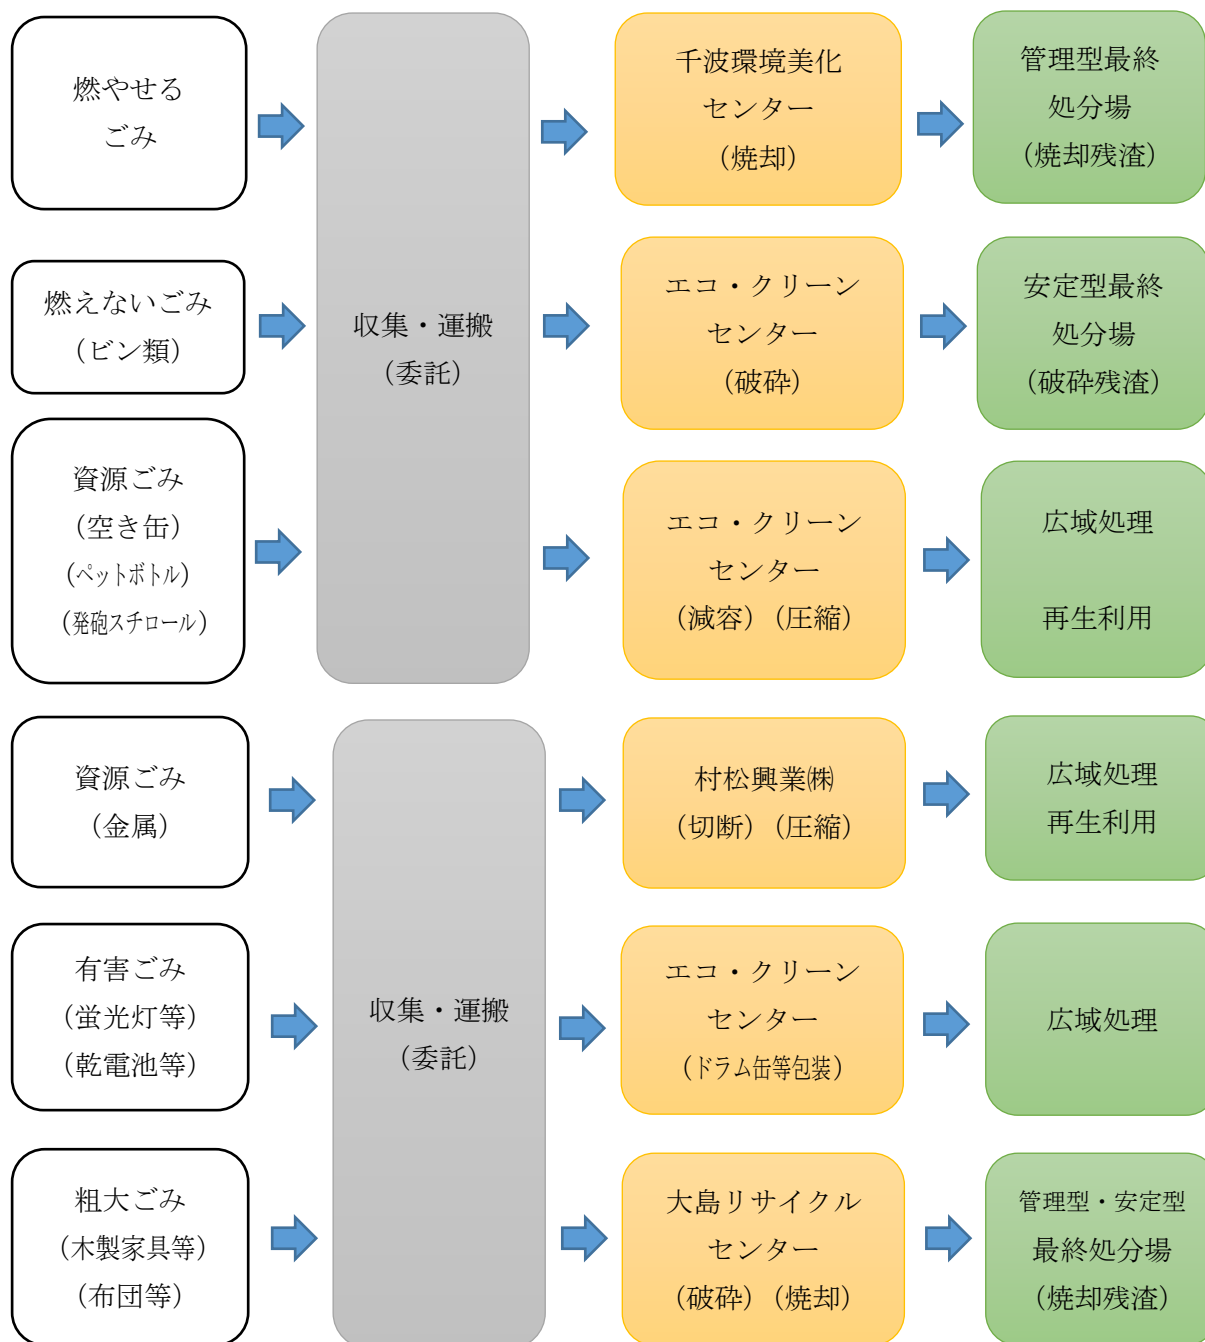 燃やせる
ごみ
千波環境美化
センター
（焼却）
管理型最終
処分場
（焼却残渣）
燃えないごみ
（ビン類）
収集・運搬
（委託）
エコ・クリーン
センター
（破砕）
安定型最終
処分場
（破砕残渣）
資源ごみ
（空き缶）
（ペットボトル）
（発砲スチロール）
エコ・クリーン
センター
（減容）（圧縮）
広域処理
再生利用
資源ごみ
（金属）
村松興業㈱
（切断）（圧縮）
広域処理
再生利用
有害ごみ
（蛍光灯等）
（乾電池等）
収集・運搬
（委託）
エコ・クリーン
センター
（ドラム缶等包装）
広域処理
粗大ごみ
（木製家具等）
（布団等）
大島リサイクル
センター
（破砕）（焼却）
管理型・安定型
最終処分場
（焼却残渣）